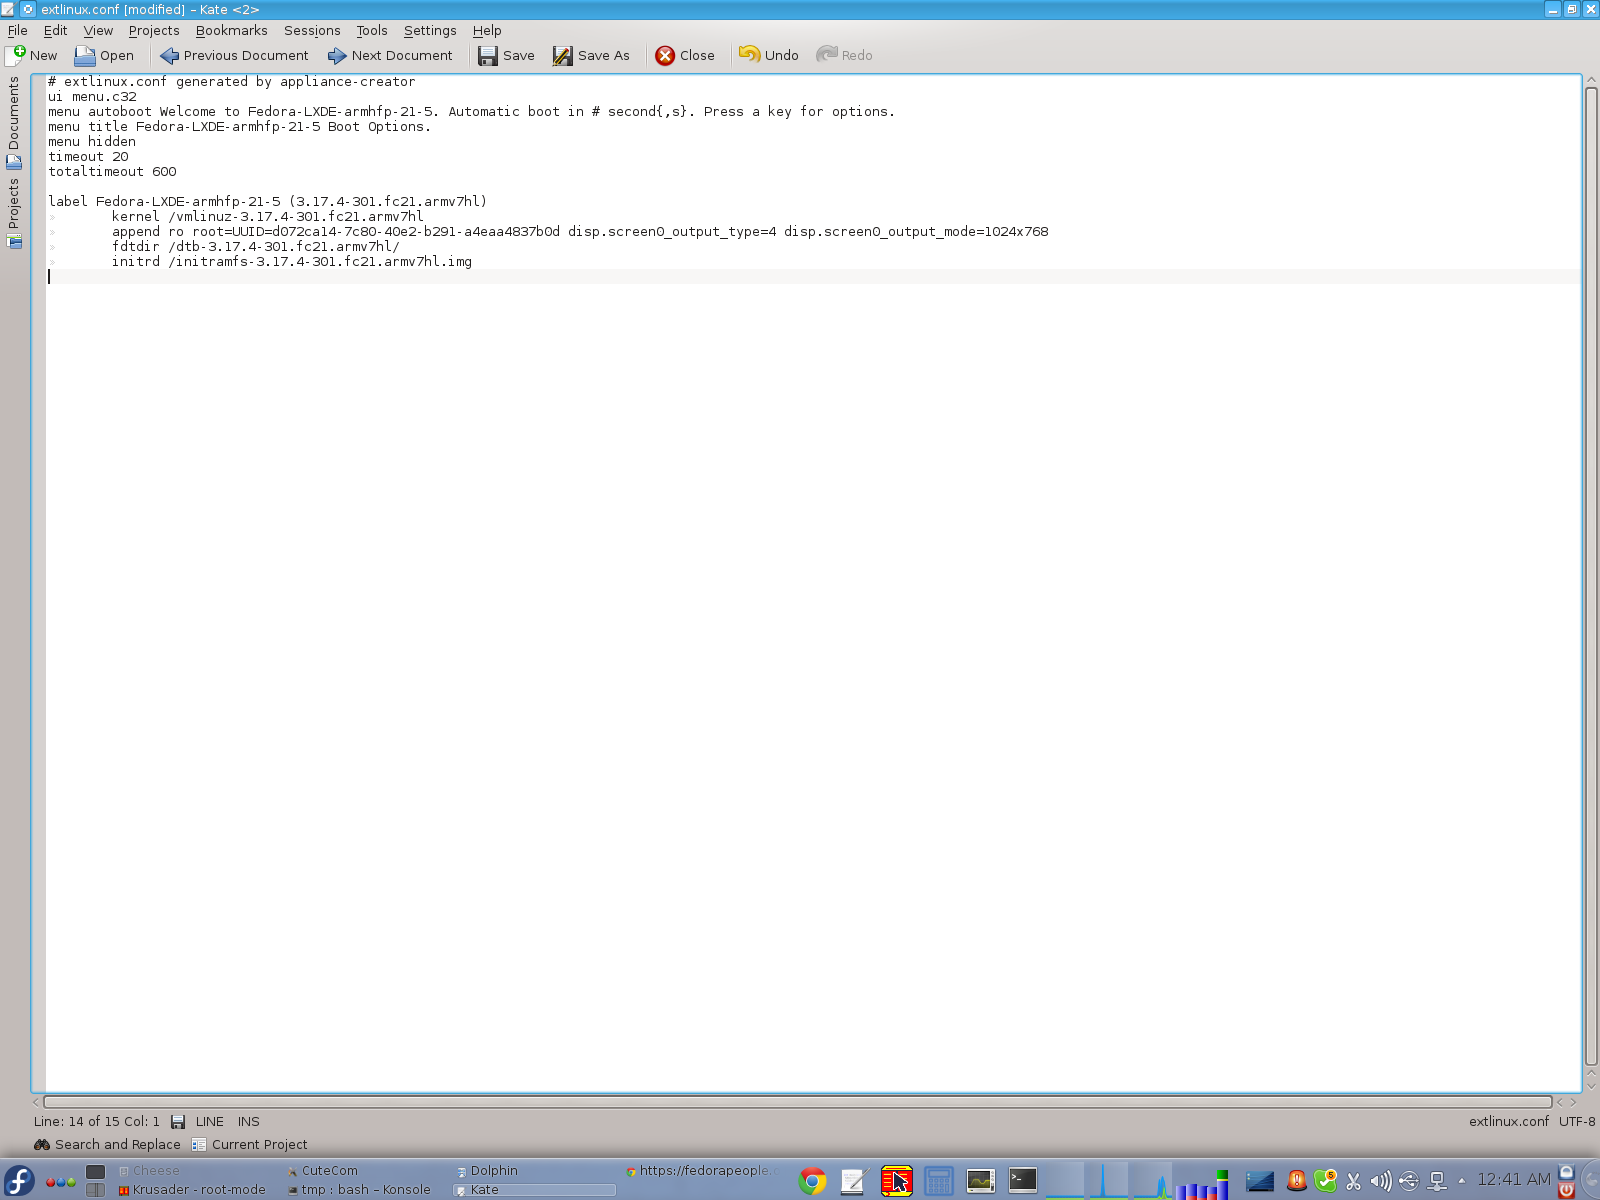 extlinux.conf [modified] – Kate <2>
File Edit View Projects Bookmarks Sessions Tools Settings Help
New Open Previous Document Next Document Save Save As Close Undo Redo
Documents
Projects
# extlinux.conf generated by appliance-creator
ui menu.c32
menu autoboot Welcome to Fedora-LXDE-armhfp-21-5. Automatic boot in # second{,s}. Press a key for options.
menu title Fedora-LXDE-armhfp-21-5 Boot Options.
menu hidden
timeout 20
totaltimeout 600
label Fedora-LXDE-armhfp-21-5 (3.17.4-301.fc21.armv7hl)
kernel /vmlinuz-3.17.4-301.fc21.armv7hl
append ro root=UUID=d072ca14-7c80-40e2-b291-a4eaa4837b0d disp.screen0_output_type=4 disp.screen0_output_mode=1024x768
fdtdir /dtb-3.17.4-301.fc21.armv7hl/
initrd /initramfs-3.17.4-301.fc21.armv7hl.img
Line: 14 of 15 Col: 1 LINE INS extlinux.conf UTF-8
Search and Replace Current Project
Cheese CuteCom Dolphin https://fedorapeople.
Krusader - root-mode tmp : bash – Konsole Kate
5
12:41 AM